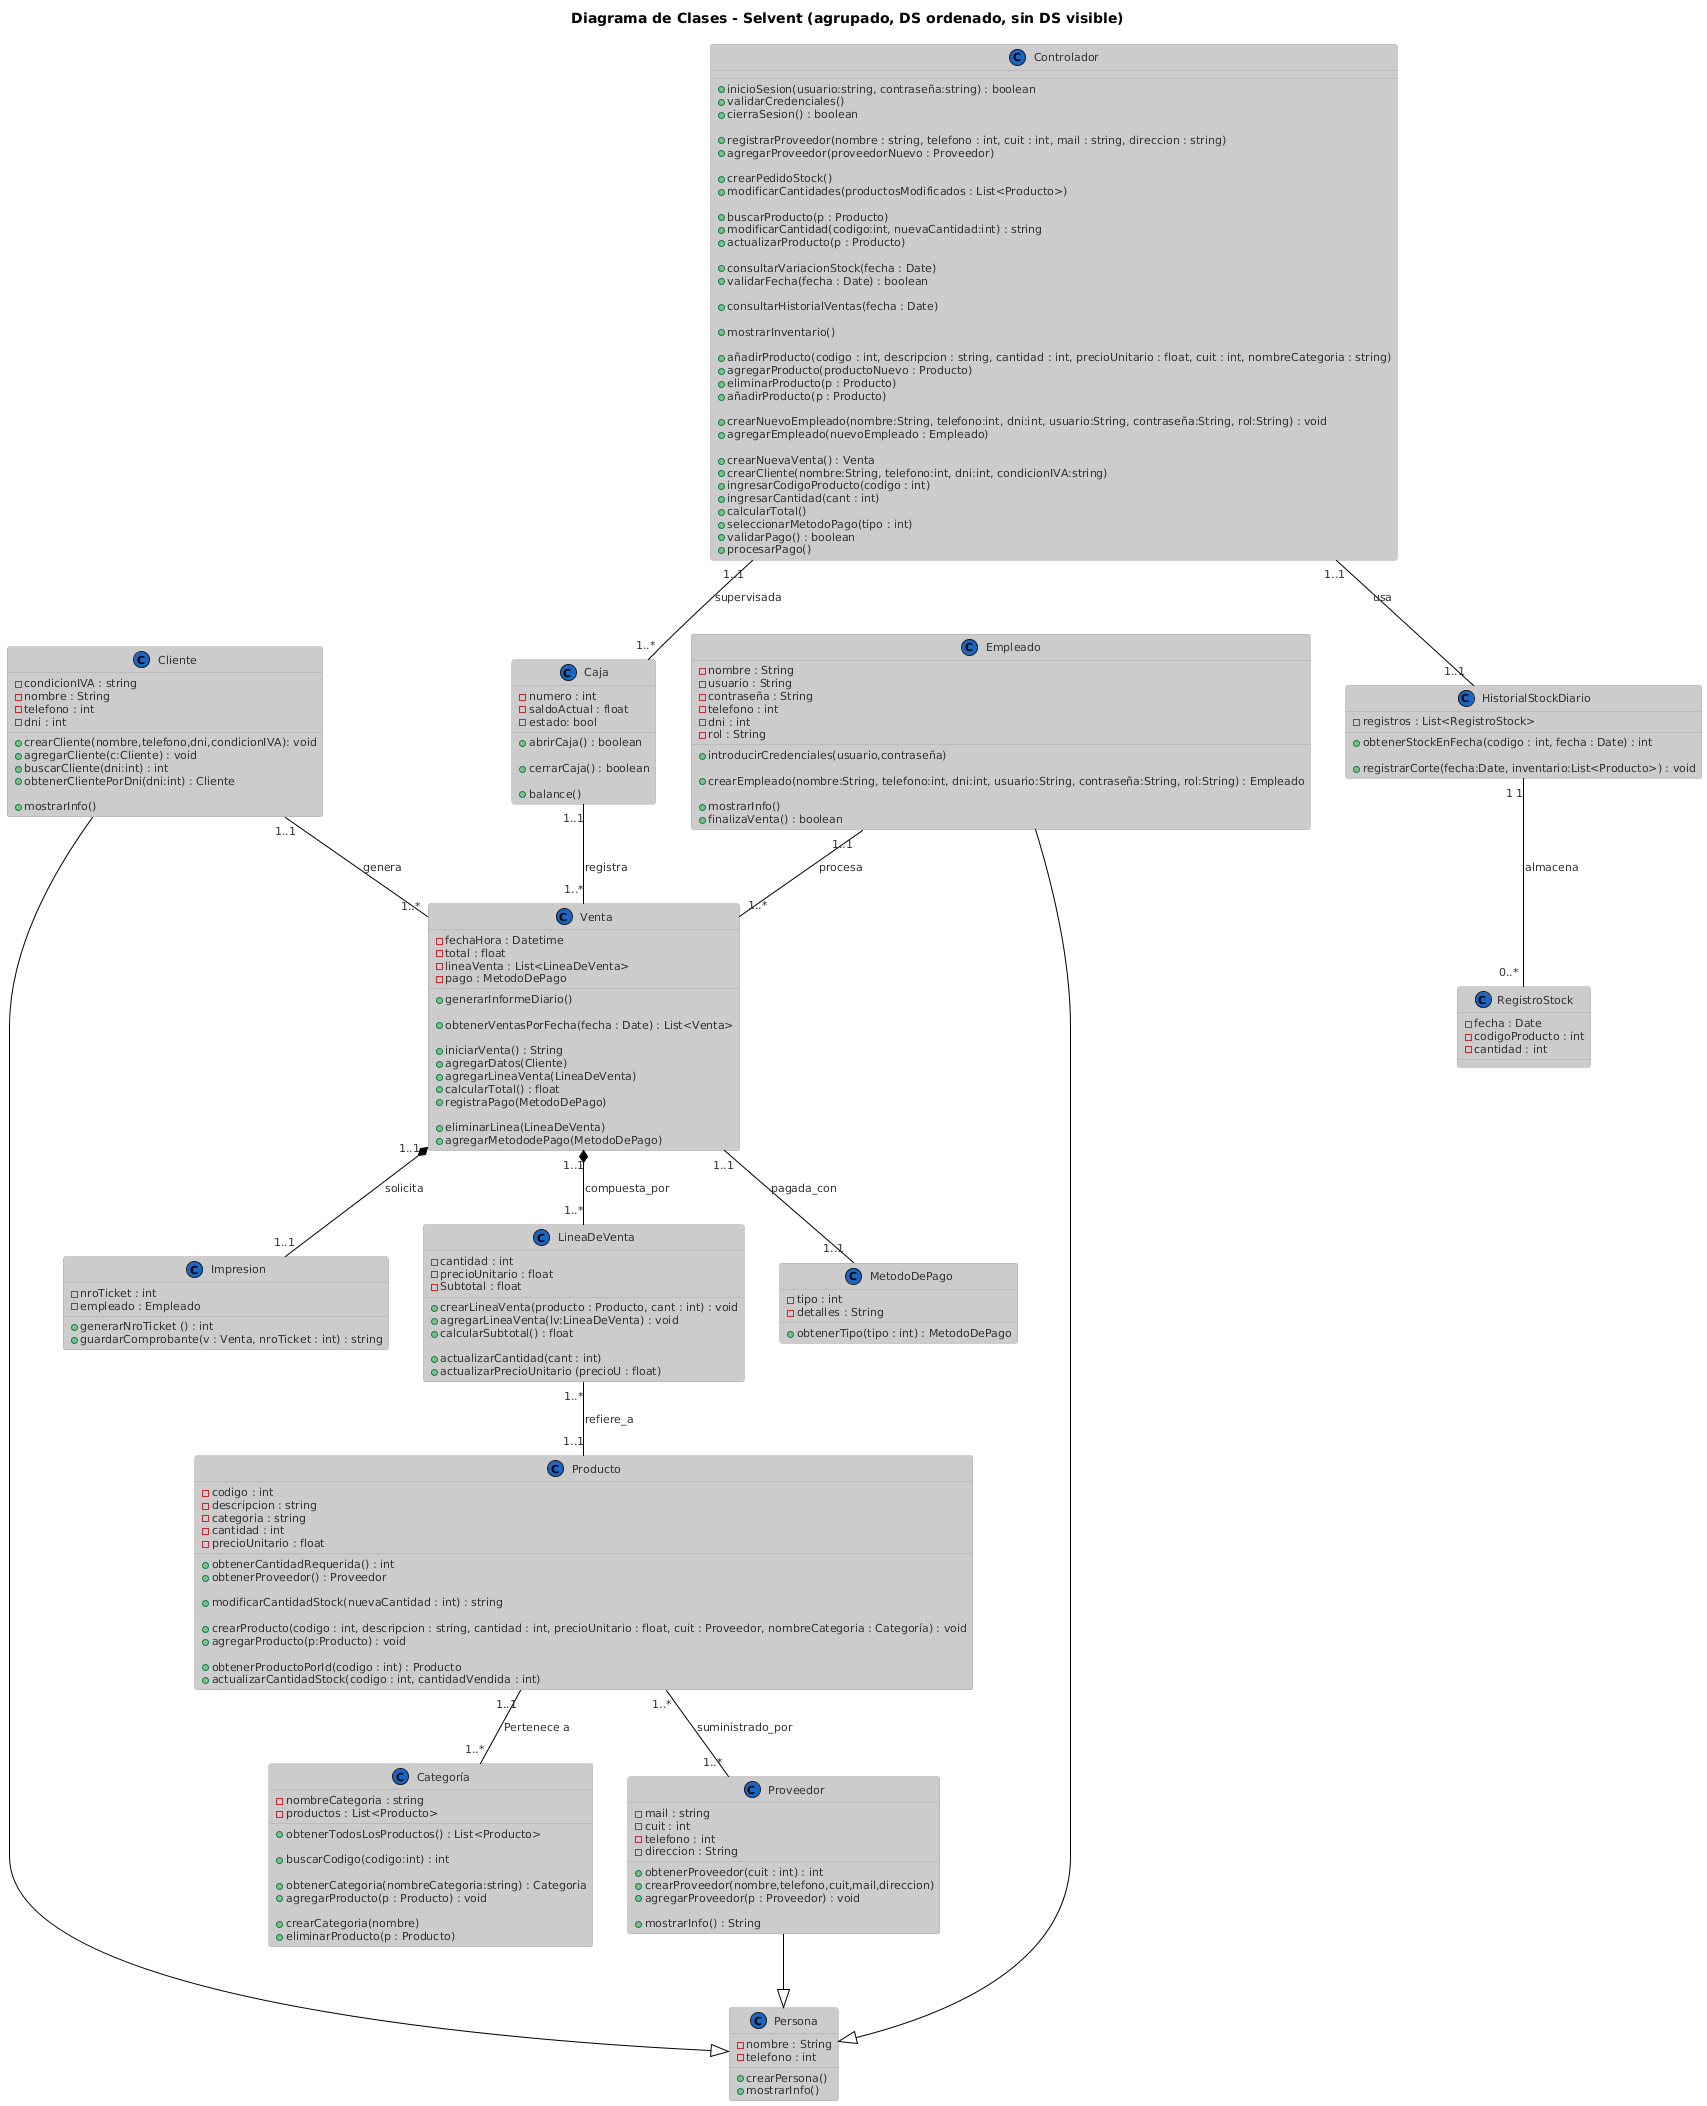 Diagrama de Clases - Selvent (agrupado, DS ordenado, sin DS visible)
C Controlador
inicioSesion(usuario:string, contraseña:string) : boolean
validarCredenciales()
cierraSesion() : boolean
registrarProveedor(nombre : string, telefono : int, cuit : int, mail : string, direccion : string)
agregarProveedor(proveedorNuevo : Proveedor)
crearPedidoStock()
modificarCantidades(productosModificados : List<Producto>)
buscarProducto(p : Producto)
modificarCantidad(codigo:int, nuevaCantidad:int) : string
actualizarProducto(p : Producto)
consultarVariacionStock(fecha : Date)
validarFecha(fecha : Date) : boolean
consultarHistorialVentas(fecha : Date)
mostrarInventario()
añadirProducto(codigo : int, descripcion : string, cantidad : int, precioUnitario : float, cuit : int, nombreCategoria : string)
agregarProducto(productoNuevo : Producto)
eliminarProducto(p : Producto)
añadirProducto(p : Producto)
crearNuevoEmpleado(nombre:String, telefono:int, dni:int, usuario:String, contraseña:String, rol:String) : void
agregarEmpleado(nuevoEmpleado : Empleado)
crearNuevaVenta() : Venta
crearCliente(nombre:String, telefono:int, dni:int, condicionIVA:string)
ingresarCodigoProducto(codigo : int)
ingresarCantidad(cant : int)
calcularTotal()
seleccionarMetodoPago(tipo : int)
validarPago() : boolean
procesarPago()
1..1
supervisada
1..*
1..1
usa
1..1
C Cliente
condicionIVA : string
nombre : String
telefono : int
dni : int
crearCliente(nombre,telefono,dni,condicionIVA): void
agregarCliente(c:Cliente) : void
buscarCliente(dni:int) : int
obtenerClientePorDni(dni:int) : Cliente
mostrarInfo()
C Caja
numero : int
saldoActual : float
estado: bool
abrirCaja() : boolean
cerrarCaja() : boolean
balance()
C Empleado
nombre : String
usuario : String
contraseña : String
telefono : int
dni : int
rol : String
introducirCredenciales(usuario,contraseña)
crearEmpleado(nombre:String, telefono:int, dni:int, usuario:String, contraseña:String, rol:String) : Empleado
mostrarInfo()
finalizaVenta() : boolean
C HistorialStockDiario
registros : List<RegistroStock>
obtenerStockEnFecha(codigo : int, fecha : Date) : int
registrarCorte(fecha:Date, inventario:List<Producto>) : void
1..1
genera
1..*
1..1
registra
1..*
1..1
procesa
1..*
1 1
almacena
0..*
C Venta
fechaHora : Datetime
total : float
lineaVenta : List<LineaDeVenta>
pago : MetodoDePago
generarInformeDiario()
obtenerVentasPorFecha(fecha : Date) : List<Venta>
iniciarVenta() : String
agregarDatos(Cliente)
agregarLineaVenta(LineaDeVenta)
calcularTotal() : float
registraPago(MetodoDePago)
eliminarLinea(LineaDeVenta)
agregarMetododePago(MetodoDePago)
C RegistroStock
fecha : Date
codigoProducto : int
cantidad : int
1..1
solicita
1..1
1..1
compuesta_por
1..*
1..1
pagada_con
1..1
C Impresion
nroTicket : int
empleado : Empleado
generarNroTicket () : int
guardarComprobante(v : Venta, nroTicket : int) : string
C LineaDeVenta
cantidad : int
precioUnitario : float
Subtotal : float
crearLineaVenta(producto : Producto, cant : int) : void
agregarLineaVenta(lv:LineaDeVenta) : void
calcularSubtotal() : float
actualizarCantidad(cant : int)
actualizarPrecioUnitario (precioU : float)
C MetodoDePago
tipo : int
detalles : String
obtenerTipo(tipo : int) : MetodoDePago
1..*
refiere_a
1..1
C Producto
codigo : int
descripcion : string
categoria : string
cantidad : int
precioUnitario : float
obtenerCantidadRequerida() : int
obtenerProveedor() : Proveedor
modificarCantidadStock(nuevaCantidad : int) : string
crearProducto(codigo : int, descripcion : string, cantidad : int, precioUnitario : float, cuit : Proveedor, nombreCategoria : Categoría) : void
agregarProducto(p:Producto) : void
obtenerProductoPorId(codigo : int) : Producto
actualizarCantidadStock(codigo : int, cantidadVendida : int)
1..1
Pertenece a
1..*
1..*
suministrado_por
1..*
C Categoría
nombreCategoria : string
productos : List<Producto>
obtenerTodosLosProductos() : List<Producto>
buscarCodigo(codigo:int) : int
obtenerCategoria(nombreCategoria:string) : Categoria
agregarProducto(p : Producto) : void
crearCategoria(nombre)
eliminarProducto(p : Producto)
C Proveedor
mail : string
cuit : int
telefono : int
direccion : String
obtenerProveedor(cuit : int) : int
crearProveedor(nombre,telefono,cuit,mail,direccion)
agregarProveedor(p : Proveedor) : void
mostrarInfo() : String
C Persona
nombre : String
telefono : int
crearPersona()
mostrarInfo()